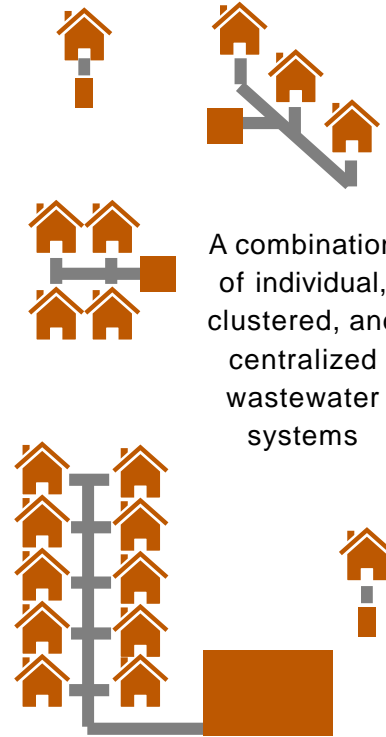 A combination
of individual,
clustered, and
centralized
wastewater
systems